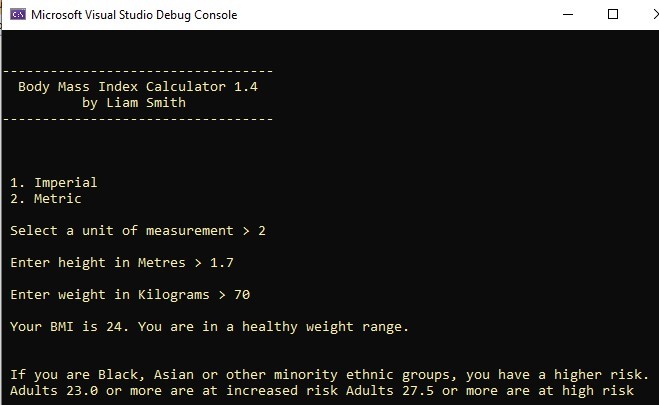 Microsoft Visual Studio Debug Console
---------------------------------
Body Mass Index Calculator 1.4
by Liam Smith
---------------------------------
1. Imperial
2. Metric
Select a unit of measurement > 2
Enter height in Metres > 1.7
Enter weight in Kilograms > 70
Your BMI is 24. You are in a healthy weight range.
If you are Black, Asian or other minority ethnic groups, you have a higher risk.
Adults 23.0 or more are at increased risk Adults 27.5 or more are at high risk